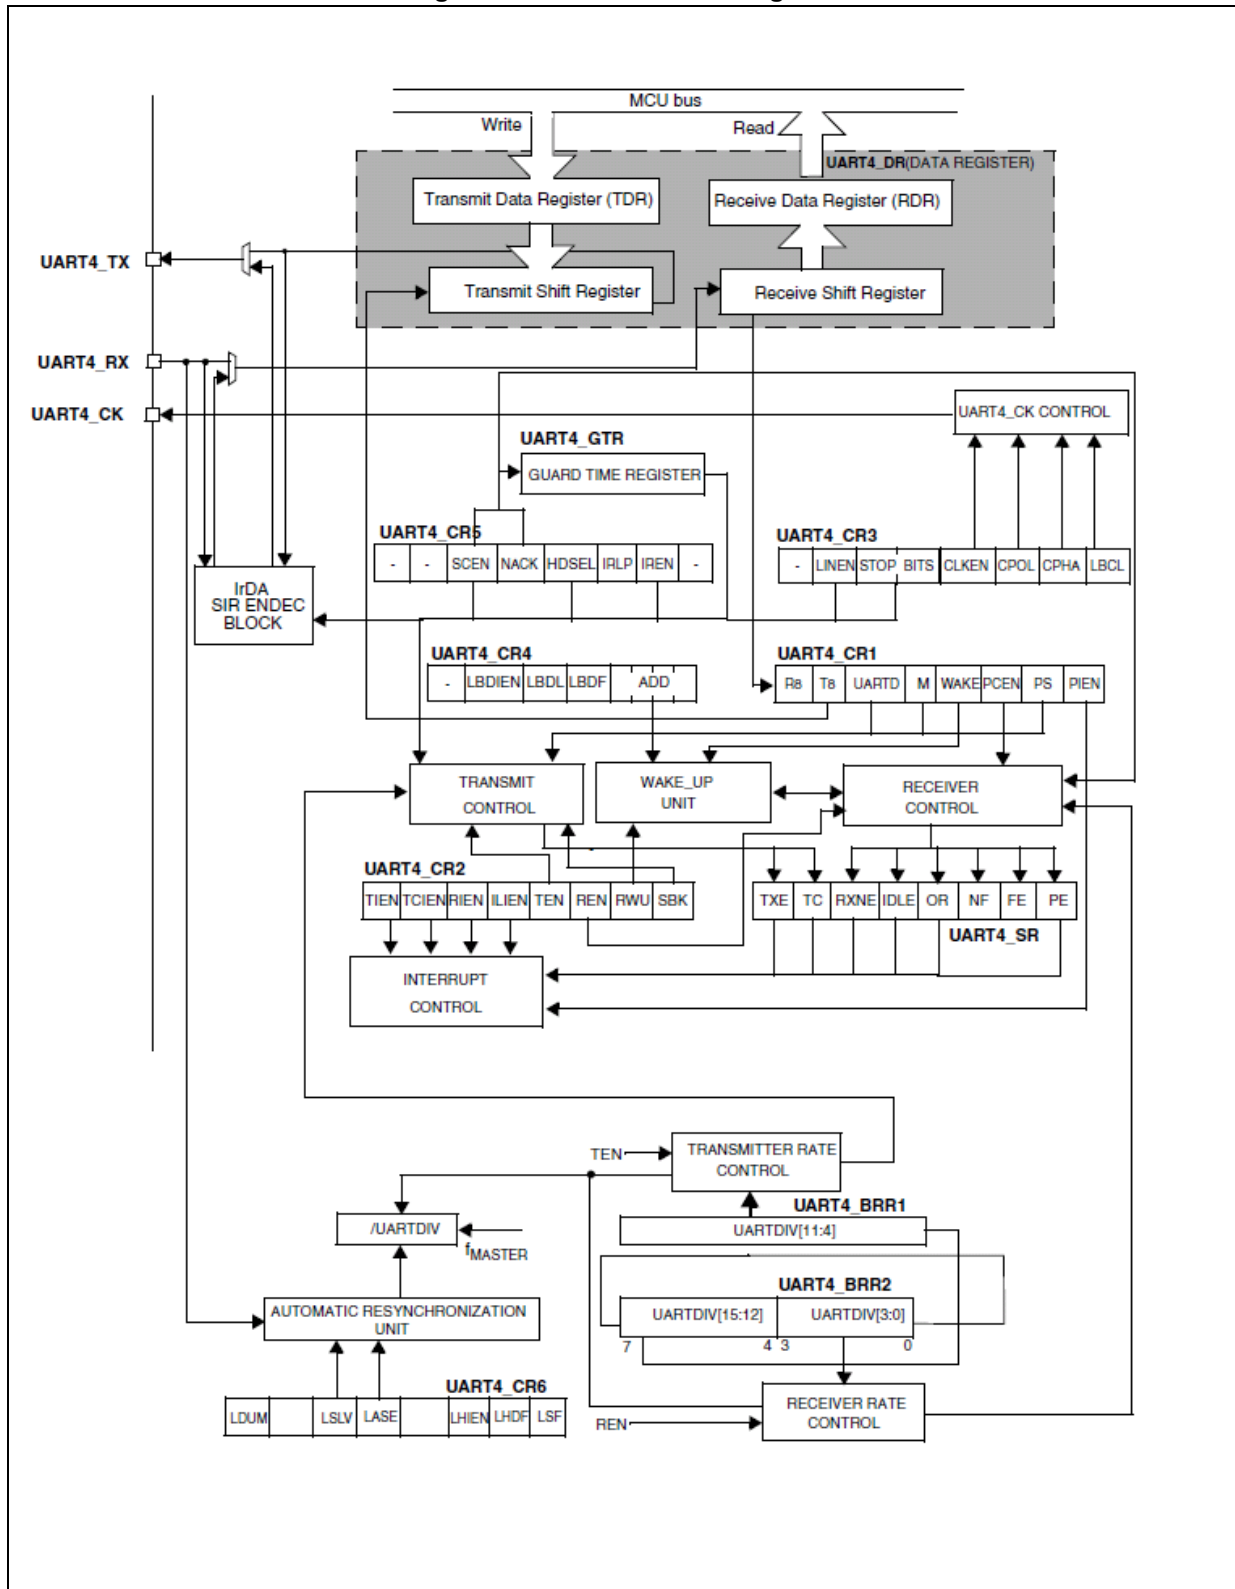 MCU bus
Write
Read
UART4_DR(DATA REGISTER)
Transmit Data Register (TDR)
Receive Data Register (RDR)
UART4_TX
Transmit Shift Register
Receive Shift Register
UART4_RX
UART4_CK
UART4_CK CONTROL
UART4_GTR
GUARD TIME REGISTER
UART4_CR5
- - SCEN NACK HDSEL IRLP IREN -
UART4_CR3
- LINEN STOP BITS CLKEN CPOL CPHA LBCL
IrDA
SIR ENDEC
BLOCK
UART4_CR4
- LBDIEN LBDL LBDF ADD
UART4_CR1
R8 T8 UARTD M WAKE PCEN PS PIEN
TRANSMIT
CONTROL
WAKE_UP
UNIT
RECEIVER
CONTROL
UART4_CR2
TIEN TCIEN RIEN ILIEN TEN REN RWU SBK
TXE TC RXNE IDLE OR NF FE PE
UART4_SR
INTERRUPT
CONTROL
TEN
TRANSMITTER RATE
CONTROL
UART4_BRR1
UARTDIV[11:4]
/UARTDIV
fMASTER
UART4_BRR2
UARTDIV[15:12] UARTDIV[3:0]
7 4 3 0
AUTOMATIC RESYNCHRONIZATION
UNIT
UART4_CR6
LDUM LSLV LASE LHIEN LHDF LSF
REN
RECEIVER RATE
CONTROL